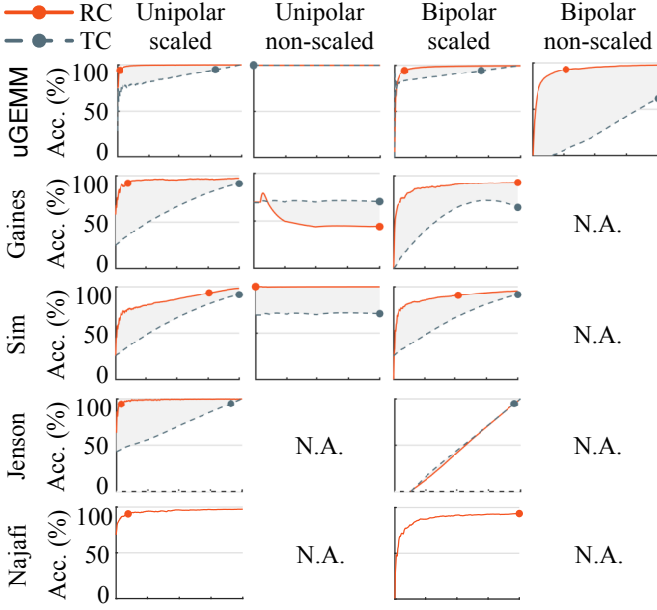 RC
TC
Unipolar scaled
Unipolar non-scaled
Bipolar scaled
Bipolar non-scaled
uGEMM
Acc. (%)
100
50
0
Gaines
Acc. (%)
100
50
0
N.A.
Sim
Acc. (%)
100
50
0
N.A.
Jenson
Acc. (%)
100
50
0
N.A.
N.A.
Najafi
Acc. (%)
100
50
0
N.A.
N.A.